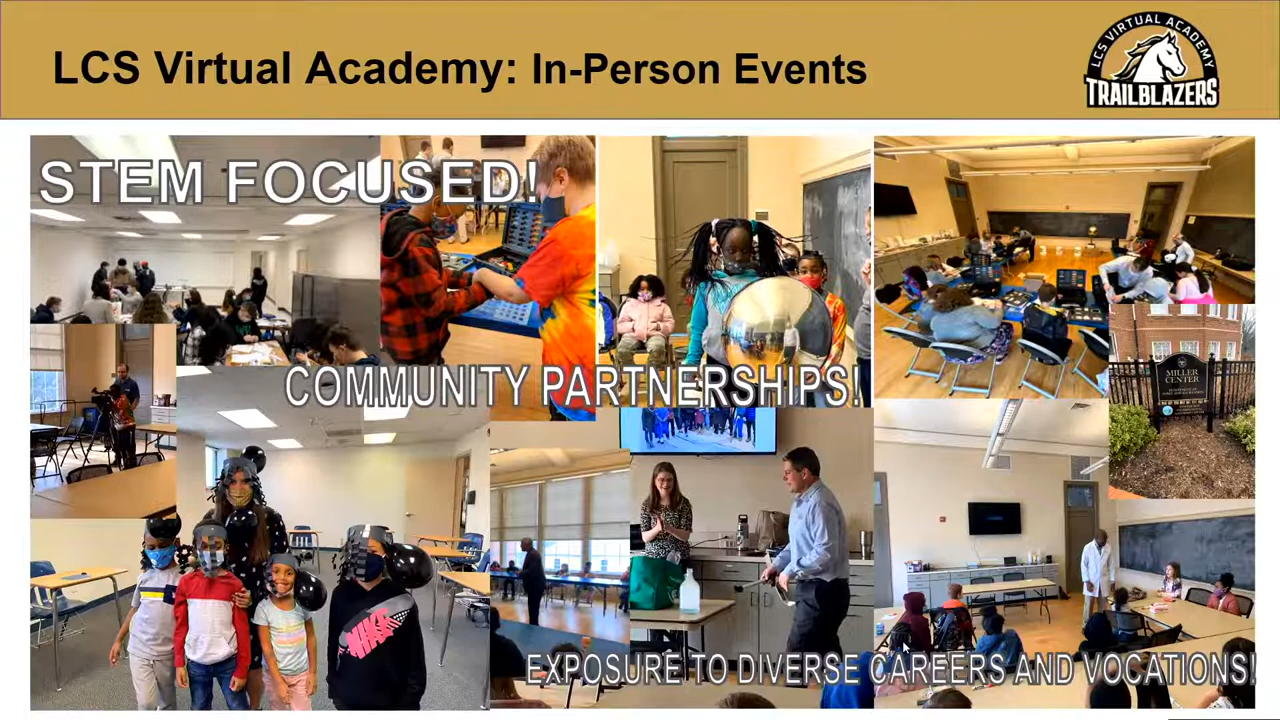 LCS Virtual Academy: In-Person Events
LCS VIRTUAL ACADEMY
TRAILBLAZERS
STEM FOCUSED!
COMMUNITY PARTNERSHIPS!
MILLER
CENTER
NIKE
EXPOSURE TO DIVERSE CAREERS AND VOCATIONS!